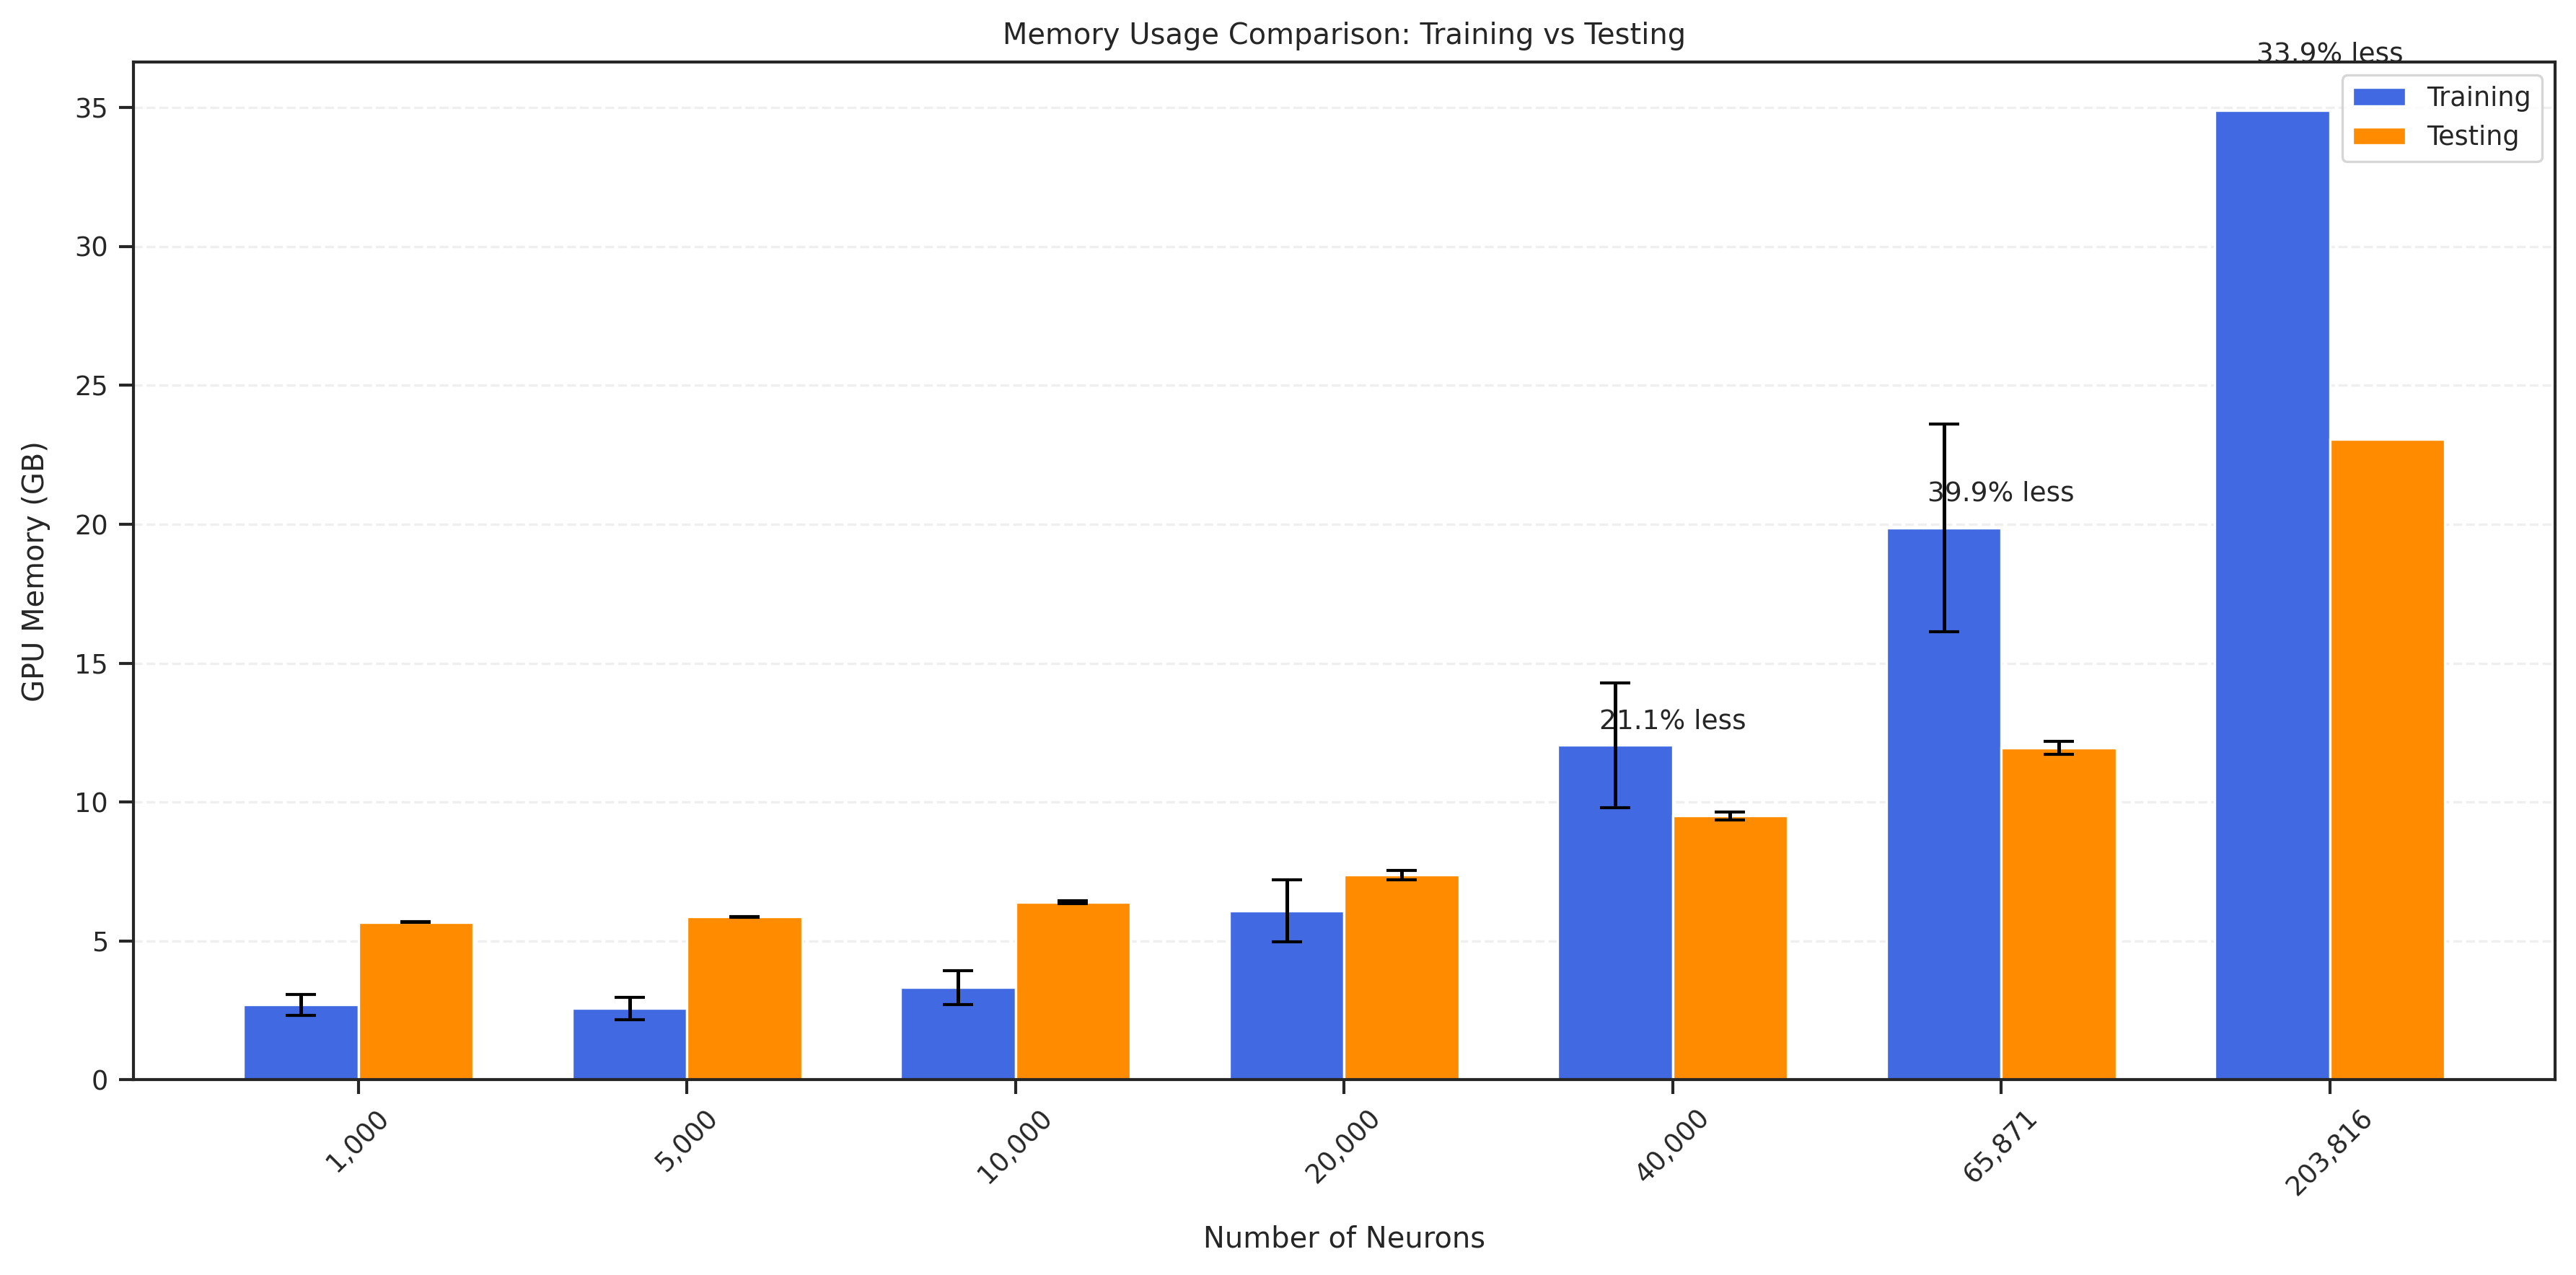 Memory Usage Comparison: Training vs Testing
33.9% less
Training
Testing
35
30
25
20
15
10
5
0
GPU Memory (GB)
39.9% less
21.1% less
1,000
5,000
10,000
20,000
40,000
65,871
203,816
Number of Neurons